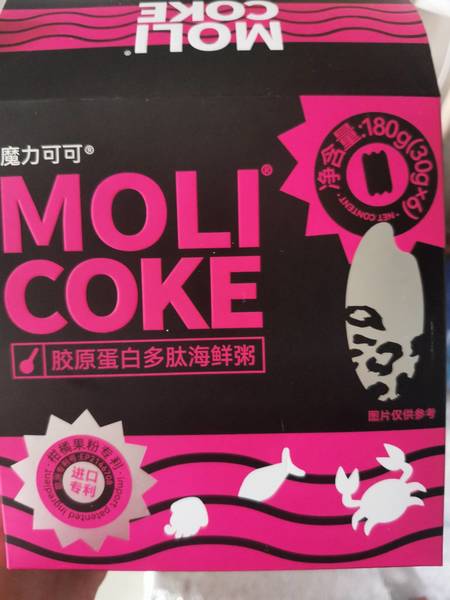 MOLI
COKE
®
魔力可可®
MOLI®
COKE
胶原蛋白多肽海鲜粥
净含量:180g(30g×6)
•NET CONTENT•
图片仅供参考
柑橘果粉专利
进口
专利
import patented ingredient